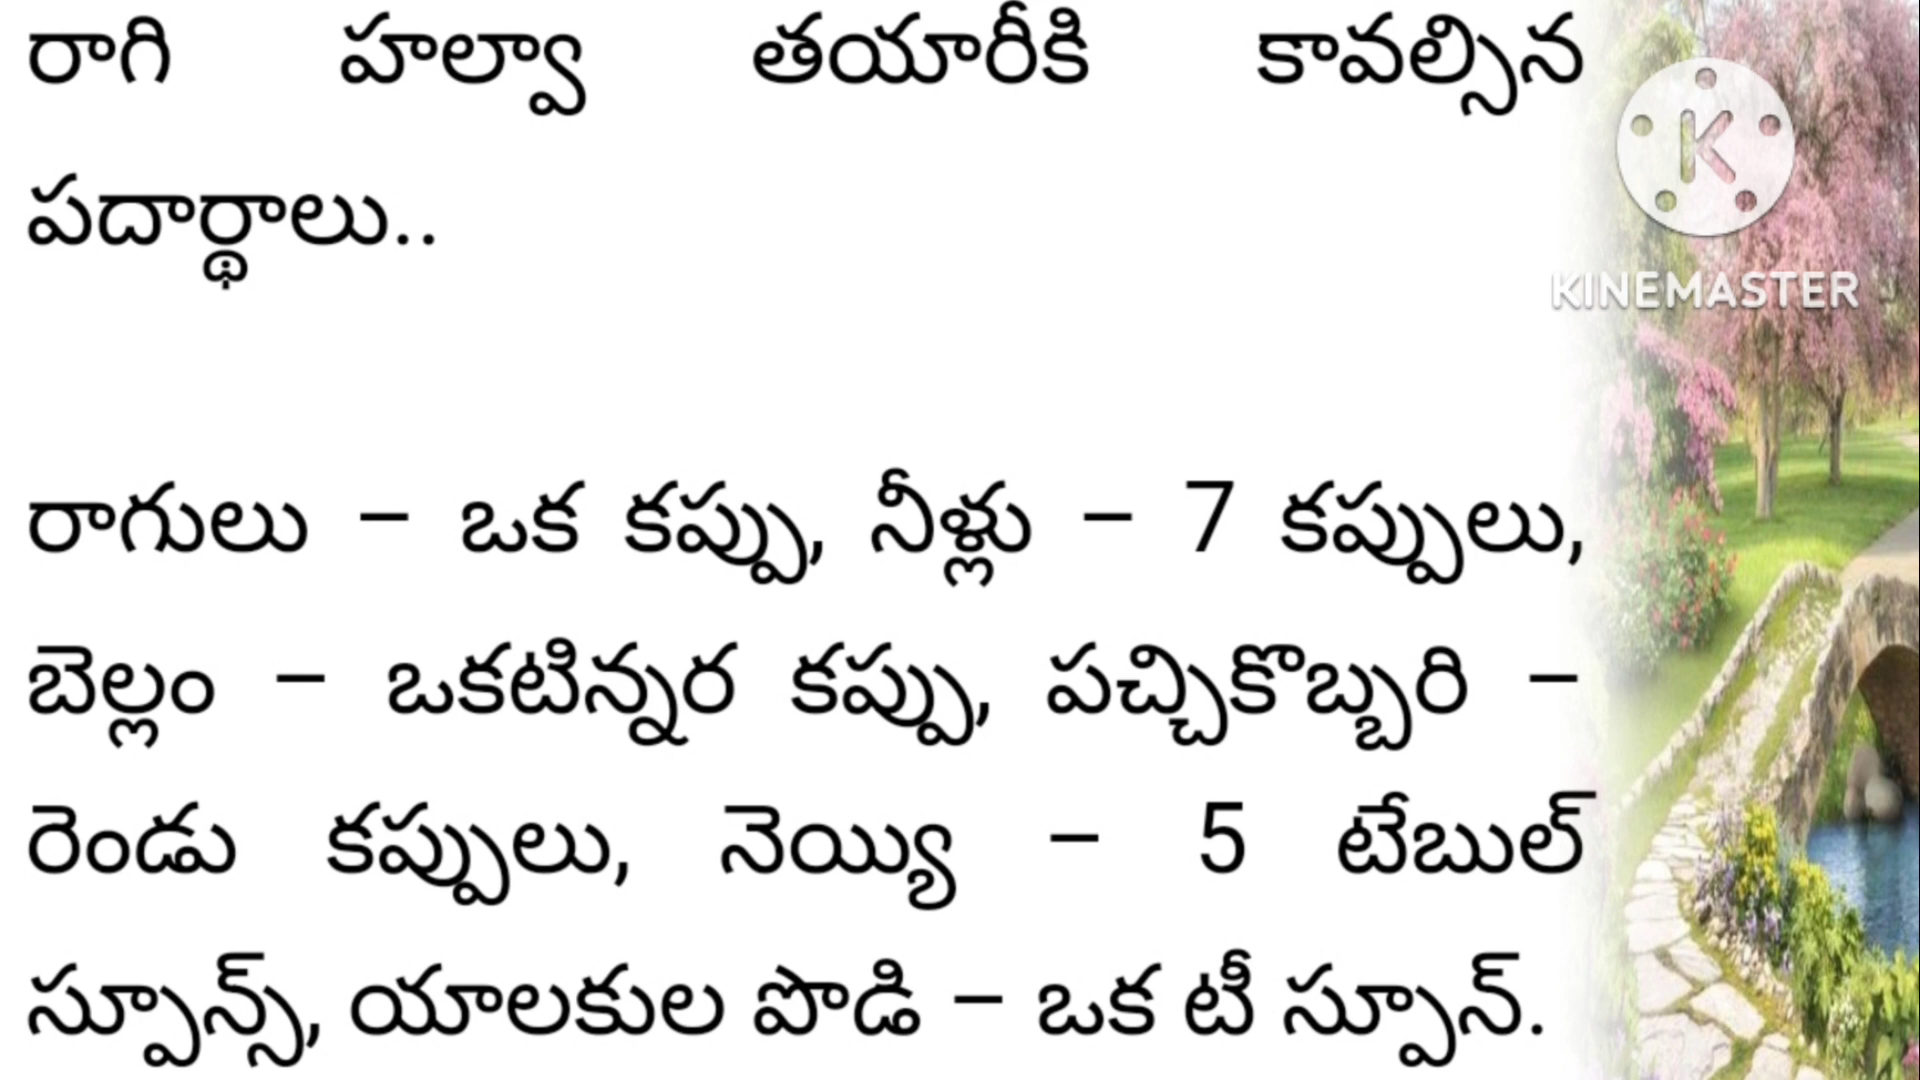 రాగి హల్వా తయారీకి కావల్సిన
పదార్థాలు..
రాగులు – ఒక కప్పు, నీళ్లు – 7 కప్పులు,
బెల్లం – ఒకటిన్నర కప్పు, పచ్చికొబ్బరి –
రెండు కప్పులు, నెయ్యి – 5 టేబుల్
స్పూన్స్, యాలకుల పొడి – ఒక టీ స్పూన్.
K
KINEMASTER